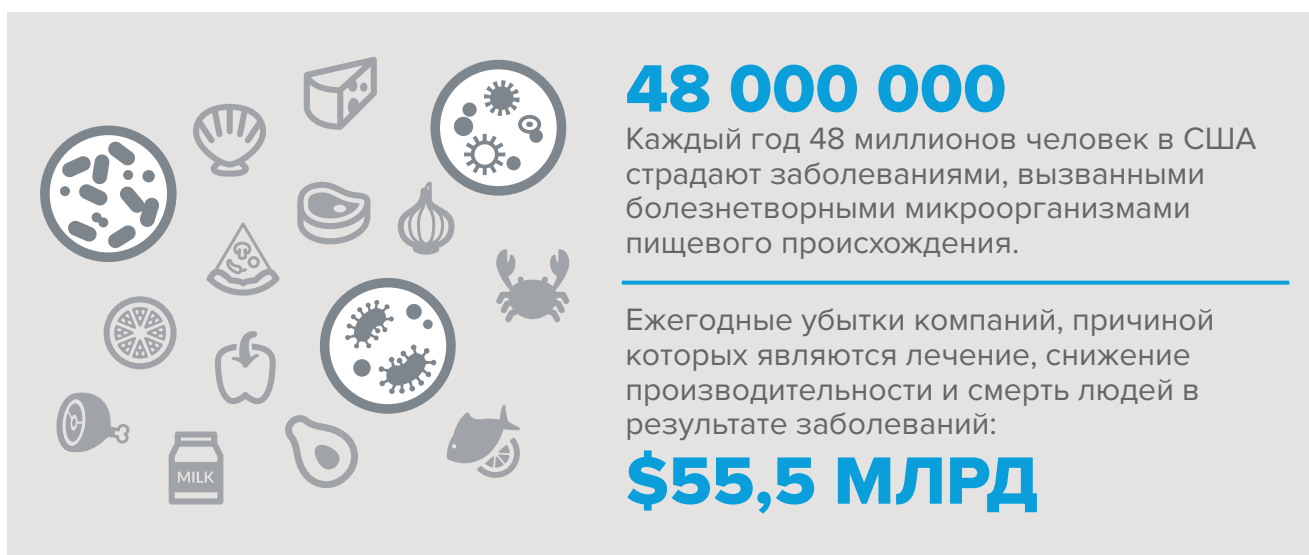 48 000 000
Каждый год 48 миллионов человек в США
страдают заболеваниями, вызванными
болезнетворными микроорганизмами
пищевого происхождения.
Ежегодные убытки компаний, причиной
которых являются лечение, снижение
производительности и смерть людей в
результате заболеваний:
$55,5 МЛРД
MILK